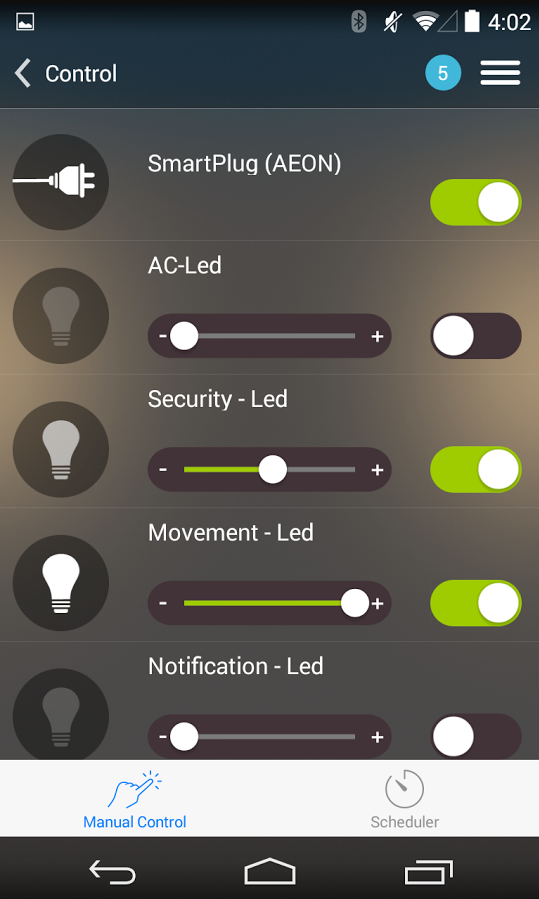 4:02
Control
5
SmartPlug (AEON)
AC-Led
- +
Security - Led
- +
Movement - Led
- +
Notification - Led
- +
Manual Control
Scheduler